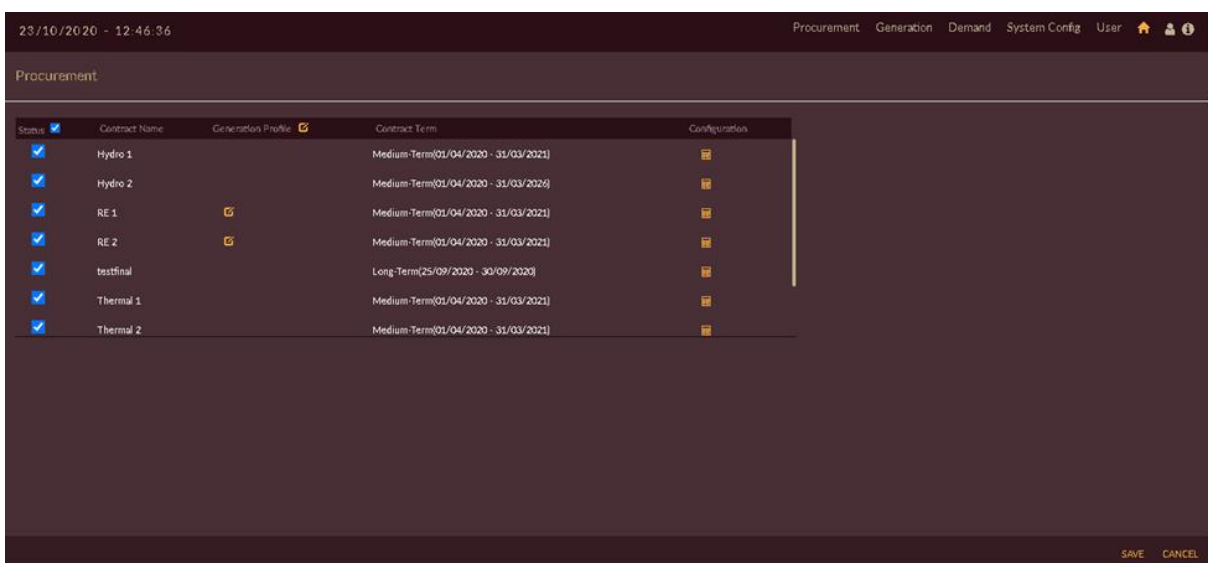 23/10/2020 - 12:46:36 Procurement Generation Demand System Config User
Procurement
Status Contract Name Generation Profile Contract Term Configuration
Hydro 1 Medium-Term(01/04/2020 - 31/03/2021)
Hydro 2 Medium-Term(01/04/2020 - 31/03/2026)
RE 1 Medium-Term(01/04/2020 - 31/03/2021)
RE 2 Medium-Term(01/04/2020 - 31/03/2021)
testfinal Long-Term(25/09/2020 - 30/09/2020)
Thermal 1 Medium-Term(01/04/2020 - 31/03/2021)
Thermal 2 Medium-Term(01/04/2020 - 31/03/2021)
SAVE CANCEL